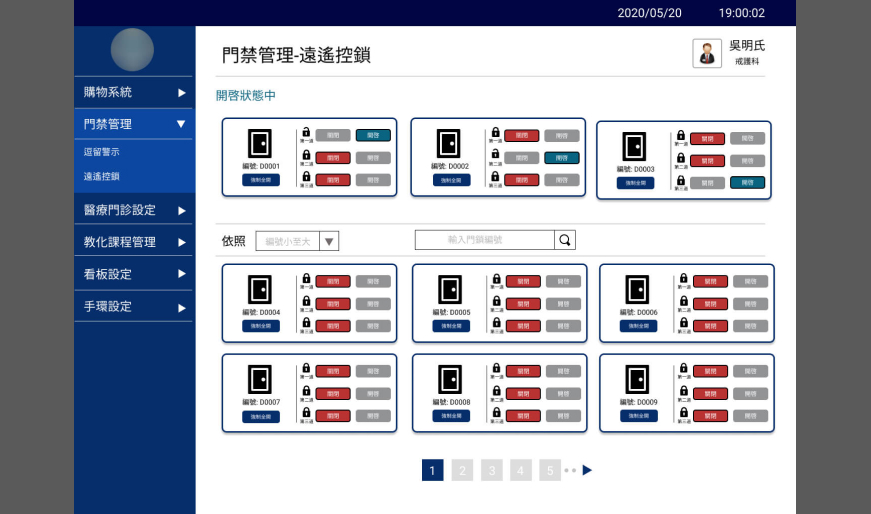 2020/05/20 19:00:02
門禁管理-遠遙控鎖
吳明氏
戒護科
購物系統
門禁管理
逗留警示
遠遙控鎖
醫療門診設定
教化課程管理
看板設定
手環設定
開啓狀態中
編號: D0001
強制全開
第一道 關閉 開啓
第二道 關閉 開啓
第三道 關閉 開啓
編號: D0002
強制全開
第一道 關閉 開啓
第二道 關閉 開啓
第三道 關閉 開啓
編號: D0003
強制全開
第一道 關閉 開啓
第二道 關閉 開啓
第三道 關閉 開啓
依照 編號小至大 輸入門鎖編號
編號: D0004
強制全開
第一道 關閉 開啓
第二道 關閉 開啓
第三道 關閉 開啓
編號: D0005
強制全開
第一道 關閉 開啓
第二道 關閉 開啓
第三道 關閉 開啓
編號: D0006
強制全開
第一道 關閉 開啓
第二道 關閉 開啓
第三道 關閉 開啓
編號: D0007
強制全開
第一道 關閉 開啓
第二道 關閉 開啓
第三道 關閉 開啓
編號: D0008
強制全開
第一道 關閉 開啓
第二道 關閉 開啓
第三道 關閉 開啓
編號: D0009
強制全開
第一道 關閉 開啓
第二道 關閉 開啓
第三道 關閉 開啓
1 2 3 4 5